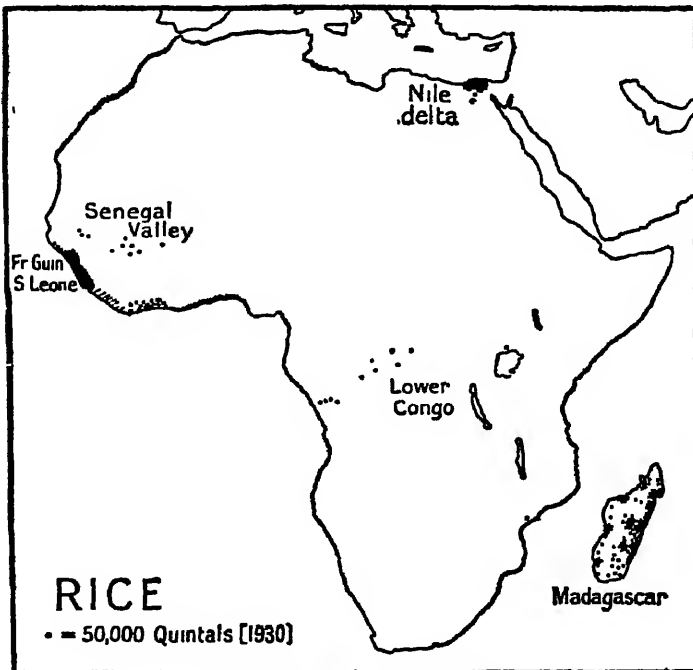 Nile
delta
Senegal
Valley
Fr Guin
S Leone
Lower
Congo
Madagascar
RICE
• = 50,000 Quintals [1930]